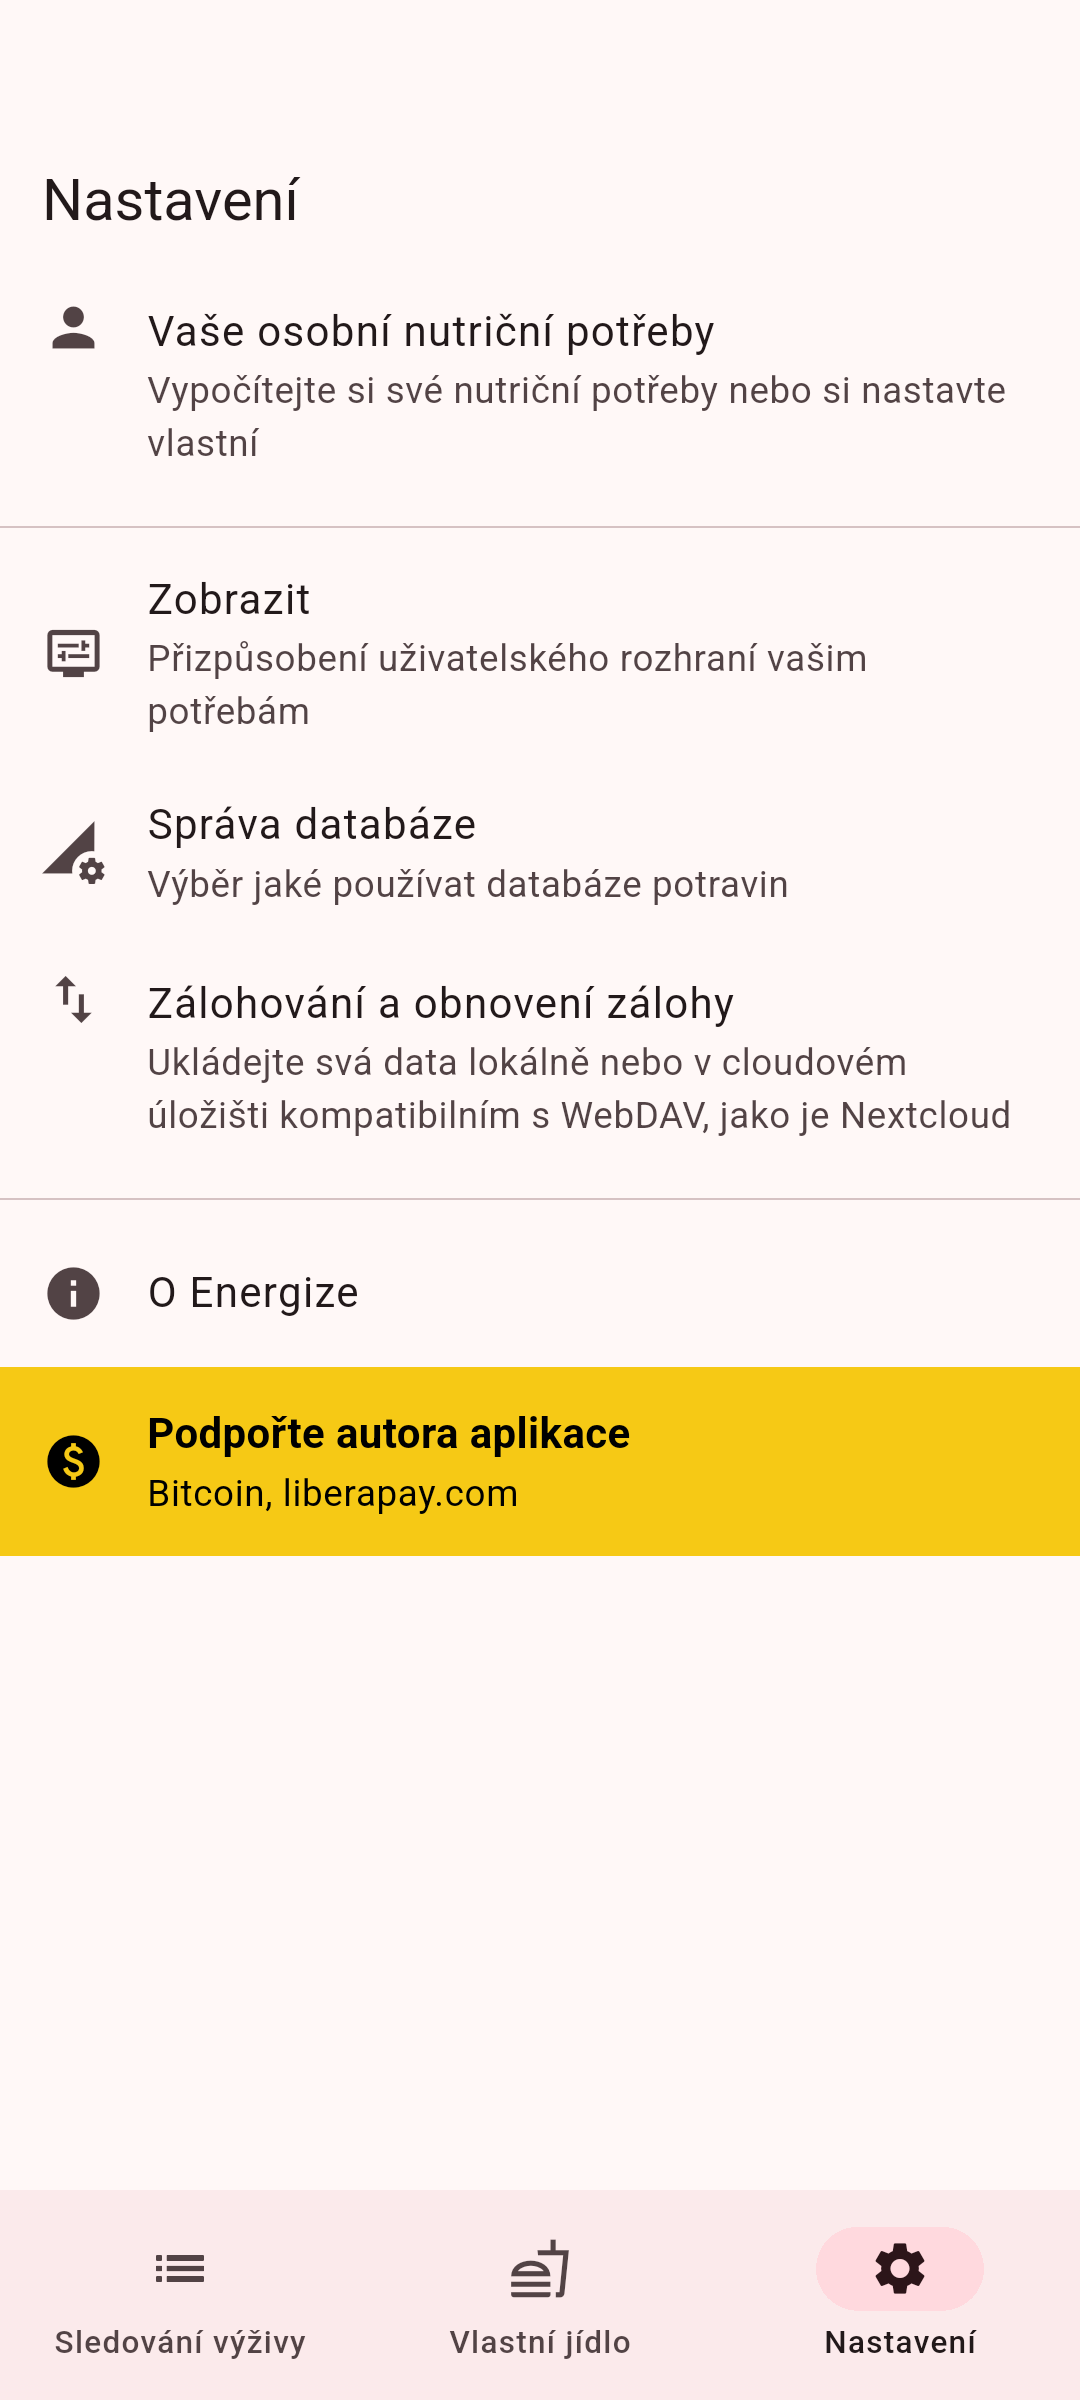 Nastavení
Vaše osobní nutriční potřeby
Vypočítejte si své nutriční potřeby nebo si nastavte
vlastní
Zobrazit
Přizpůsobení uživatelského rozhraní vašim
potřebám
Správa databáze
Výběr jaké používat databáze potravin
Zálohování a obnovení zálohy
Ukládejte svá data lokálně nebo v cloudovém
úložišti kompatibilním s WebDAV, jako je Nextcloud
O Energize
Podpořte autora aplikace
Bitcoin, liberapay.com
Sledování výživy
Vlastní jídlo
Nastavení